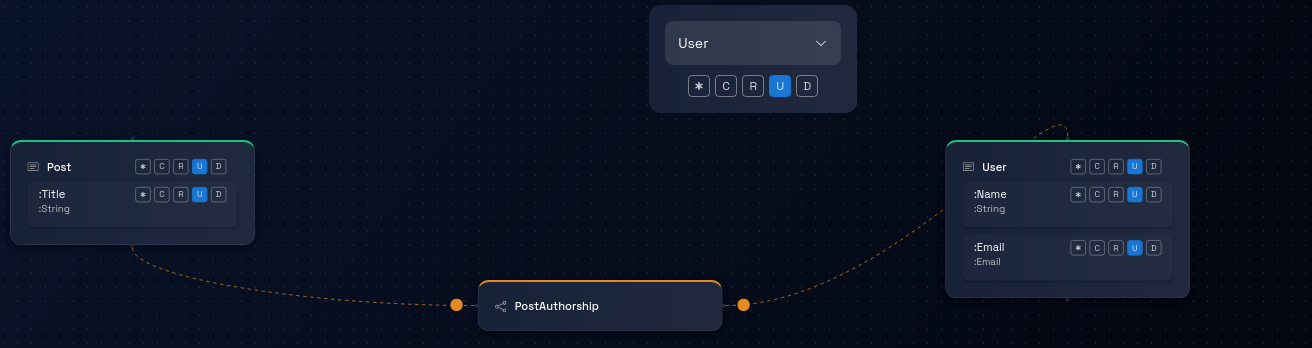 User
* C R U D
Post * C R U D
:Title * C R U D
:String
User * C R U D
:Name * C R U D
:String
:Email * C R U D
:Email
PostAuthorship